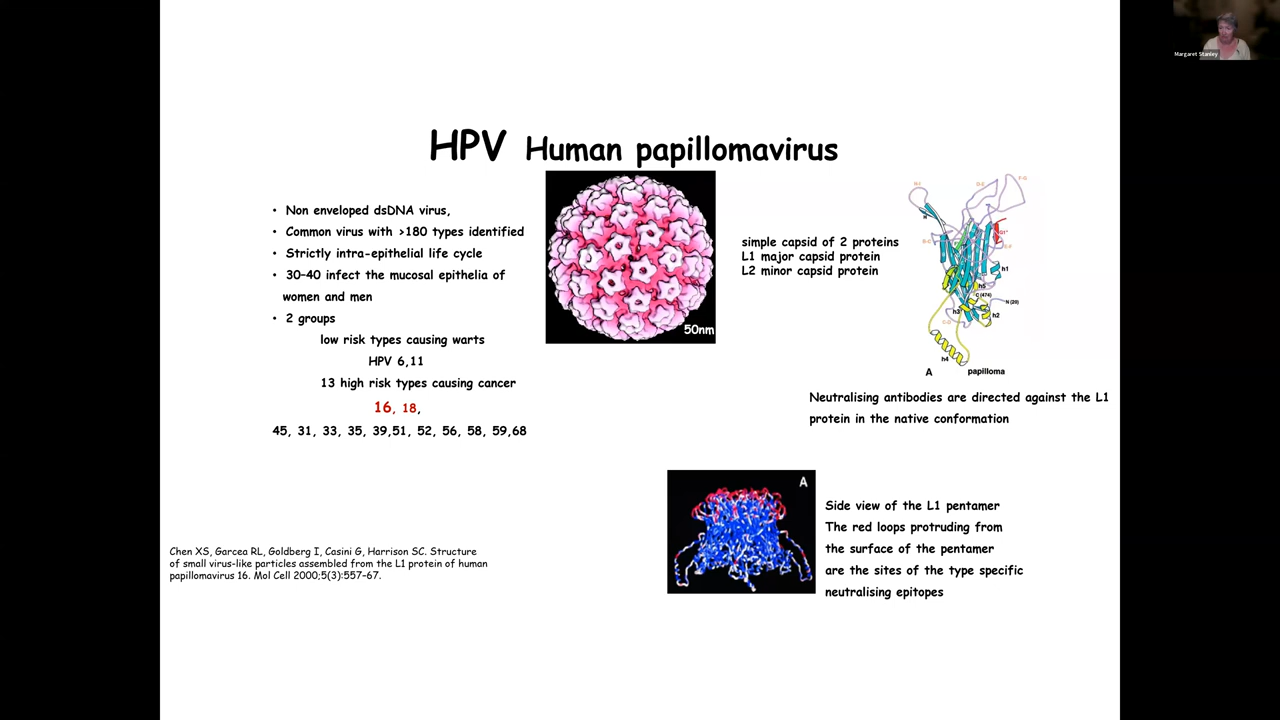 Margaret Stanley
HPV Human papillomavirus
• Non enveloped dsDNA virus,
• Common virus with >180 types identified
• Strictly intra-epithelial life cycle
• 30-40 infect the mucosal epithelia of
women and men
• 2 groups
low risk types causing warts
HPV 6,11
13 high risk types causing cancer
16, 18,
45, 31, 33, 35, 39,51, 52, 56, 58, 59,68
50nm
simple capsid of 2 proteins
L1 major capsid protein
L2 minor capsid protein
F-G
h1
h5
C (474)
N (20)
h3
h2
h4
A papilloma
Neutralising antibodies are directed against the L1
protein in the native conformation
A
Side view of the L1 pentamer
The red loops protruding from
the surface of the pentamer
are the sites of the type specific
neutralising epitopes
Chen XS, Garcea RL, Goldberg I, Casini G, Harrison SC. Structure
of small virus-like particles assembled from the L1 protein of human
papillomavirus 16. Mol Cell 2000;5(3):557-67.